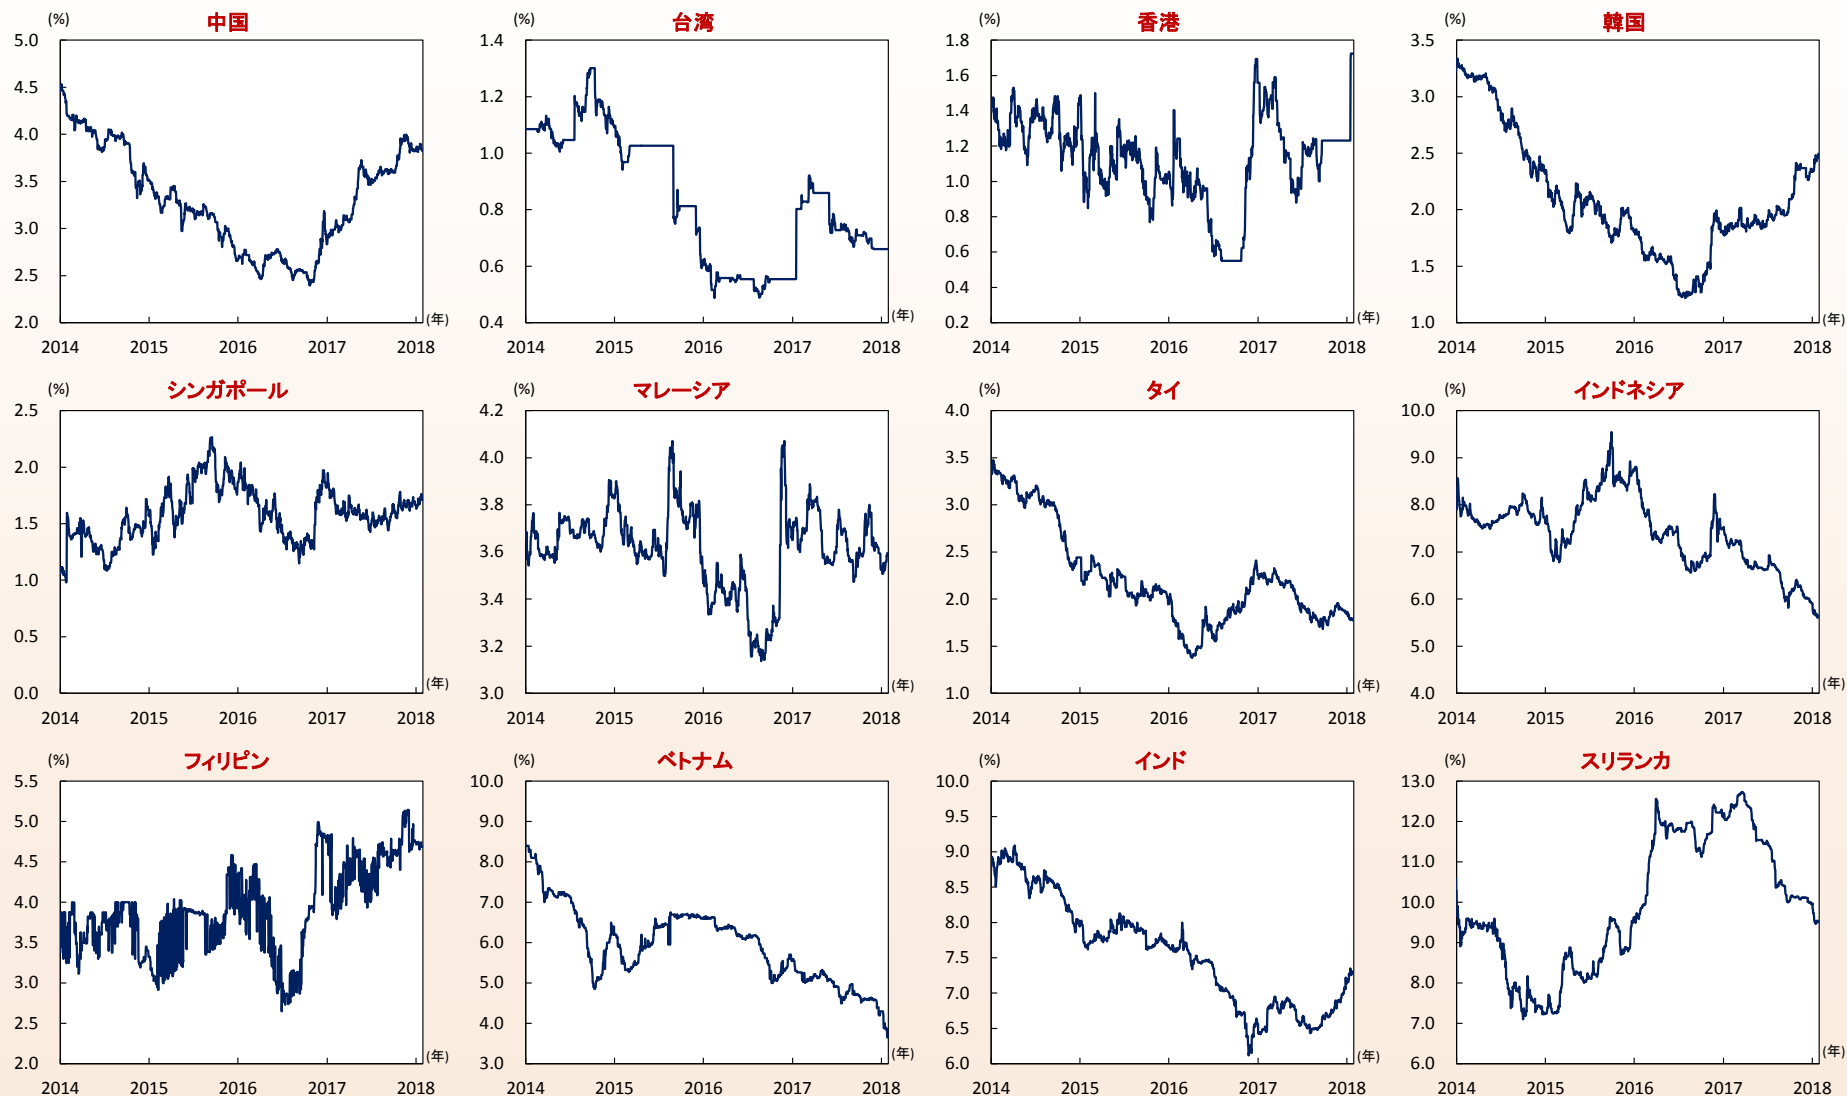 (%) 中国
5.0
4.5
4.0
3.5
3.0
2.5
2.0
(年)
2014 2015 2016 2017 2018
(%) 台湾
1.4
1.2
1.0
0.8
0.6
0.4
(年)
2014 2015 2016 2017 2018
(%) 香港
1.8
1.6
1.4
1.2
1.0
0.8
0.6
0.4
0.2
(年)
2014 2015 2016 2017 2018
(%) 韓国
3.5
3.0
2.5
2.0
1.5
1.0
(年)
2014 2015 2016 2017 2018
(%) シンガポール
2.5
2.0
1.5
1.0
0.5
0.0
(年)
2014 2015 2016 2017 2018
(%) マレーシア
4.2
4.0
3.8
3.6
3.4
3.2
3.0
(年)
2014 2015 2016 2017 2018
(%) タイ
4.0
3.5
3.0
2.5
2.0
1.5
1.0
(年)
2014 2015 2016 2017 2018
(%) インドネシア
10.0
9.0
8.0
7.0
6.0
5.0
4.0
(年)
2014 2015 2016 2017 2018
(%) フィリピン
5.5
5.0
4.5
4.0
3.5
3.0
2.5
2.0
(年)
2014 2015 2016 2017 2018
(%) ベトナム
10.0
9.0
8.0
7.0
6.0
5.0
4.0
3.0
(年)
2014 2015 2016 2017 2018
(%) インド
10.0
9.5
9.0
8.5
8.0
7.5
7.0
6.5
6.0
(年)
2014 2015 2016 2017 2018
(%) スリランカ
13.0
12.0
11.0
10.0
9.0
8.0
7.0
6.0
(年)
2014 2015 2016 2017 2018